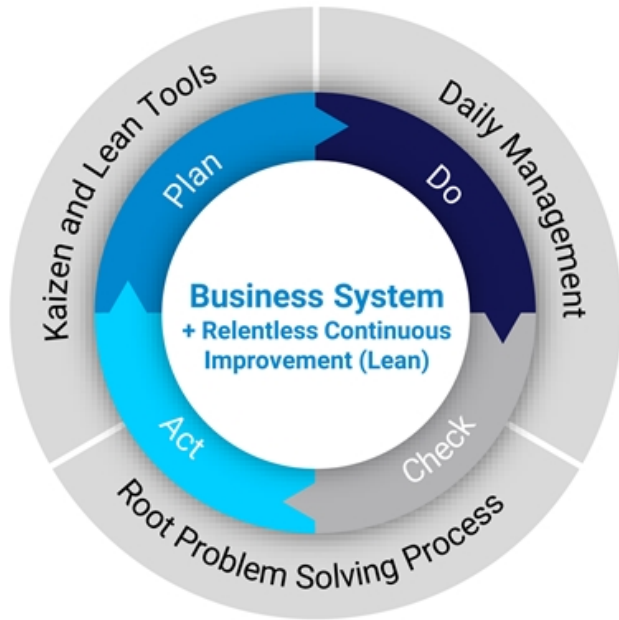 Kaizen and Lean Tools
Daily Management
Plan
Do
Business System
+ Relentless Continuous
Improvement (Lean)
Act
Check
Root Problem Solving Process